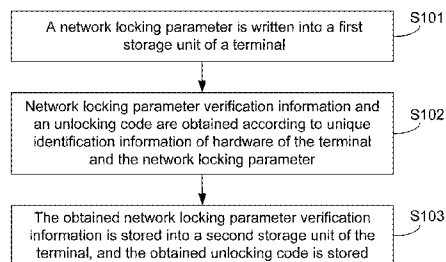 S101
A network locking parameter is written into a first
storage unit of a terminal
S102
Network locking parameter verification information and
an unlocking code are obtained according to unique
identification information of hardware of the terminal
and the network locking parameter
S103
The obtained network locking parameter verification
information is stored into a second storage unit of the
terminal, and the obtained unlocking code is stored